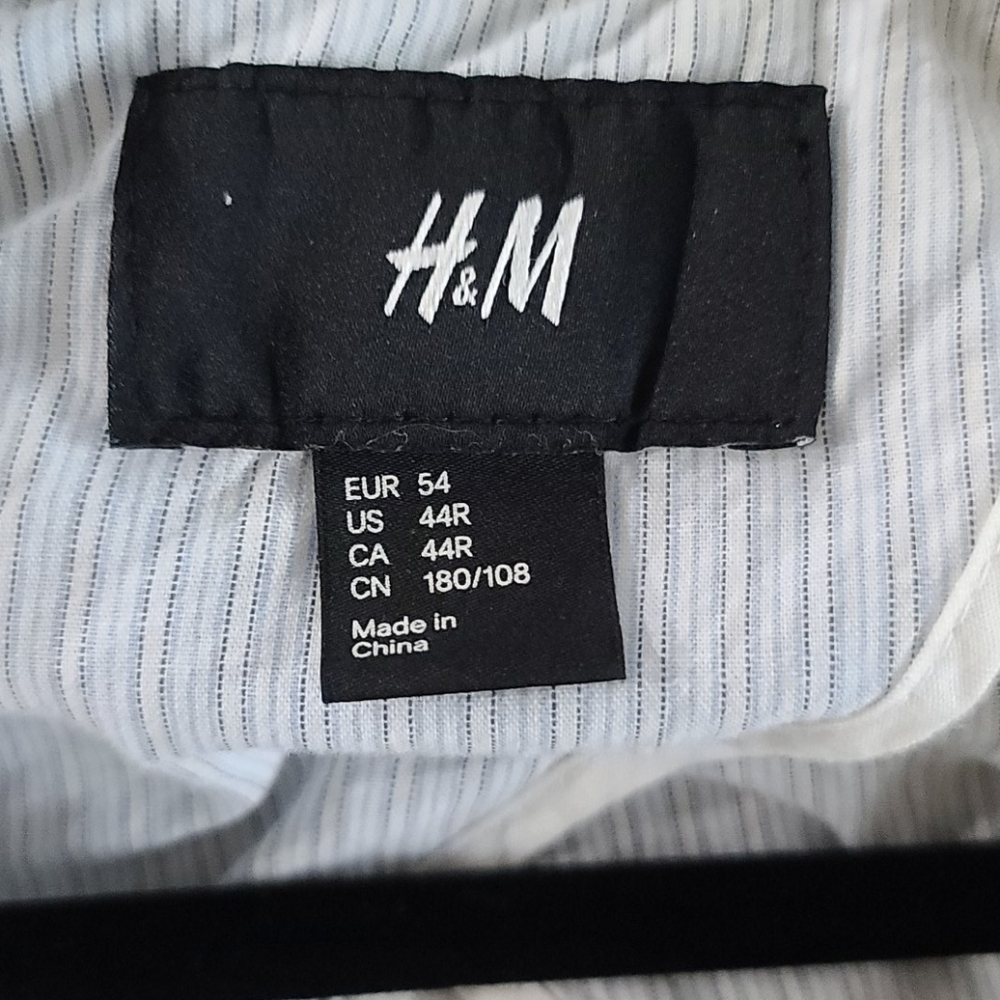 H&M
EUR 54
US 44R
CA 44R
CN 180/108
Made in
China